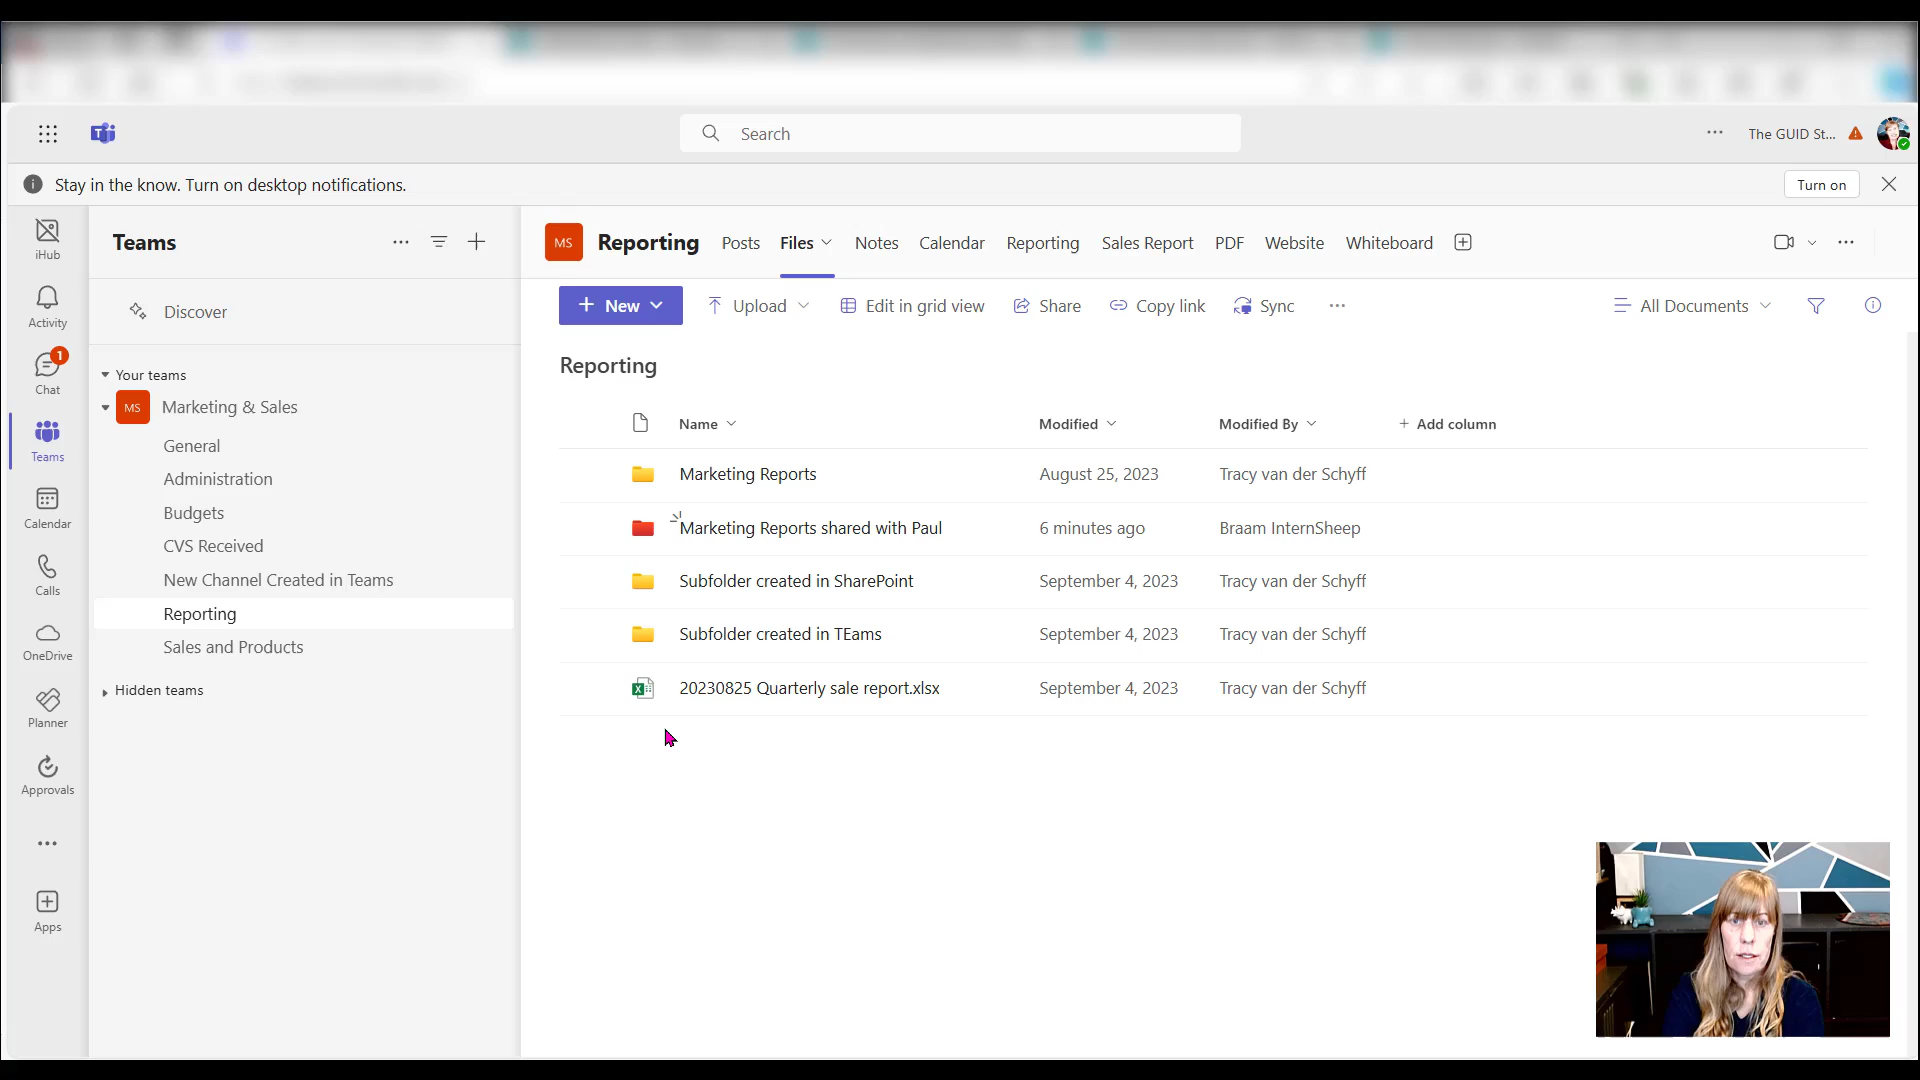 Search
The GUID St...
Stay in the know. Turn on desktop notifications.
Turn on
iHub
Activity
1
Chat
Teams
Calendar
Calls
OneDrive
Planner
Approvals
Apps
Teams
Discover
Your teams
MS Marketing & Sales
General
Administration
Budgets
CVS Received
New Channel Created in Teams
Reporting
Sales and Products
Hidden teams
MS Reporting Posts Files Notes Calendar Reporting Sales Report PDF Website Whiteboard
New Upload Edit in grid view Share Copy link Sync All Documents
Reporting
Name Modified Modified By Add column
Marketing Reports August 25, 2023 Tracy van der Schyff
Marketing Reports shared with Paul 6 minutes ago Braam InternSheep
Subfolder created in SharePoint September 4, 2023 Tracy van der Schyff
Subfolder created in TEams September 4, 2023 Tracy van der Schyff
20230825 Quarterly sale report.xlsx September 4, 2023 Tracy van der Schyff